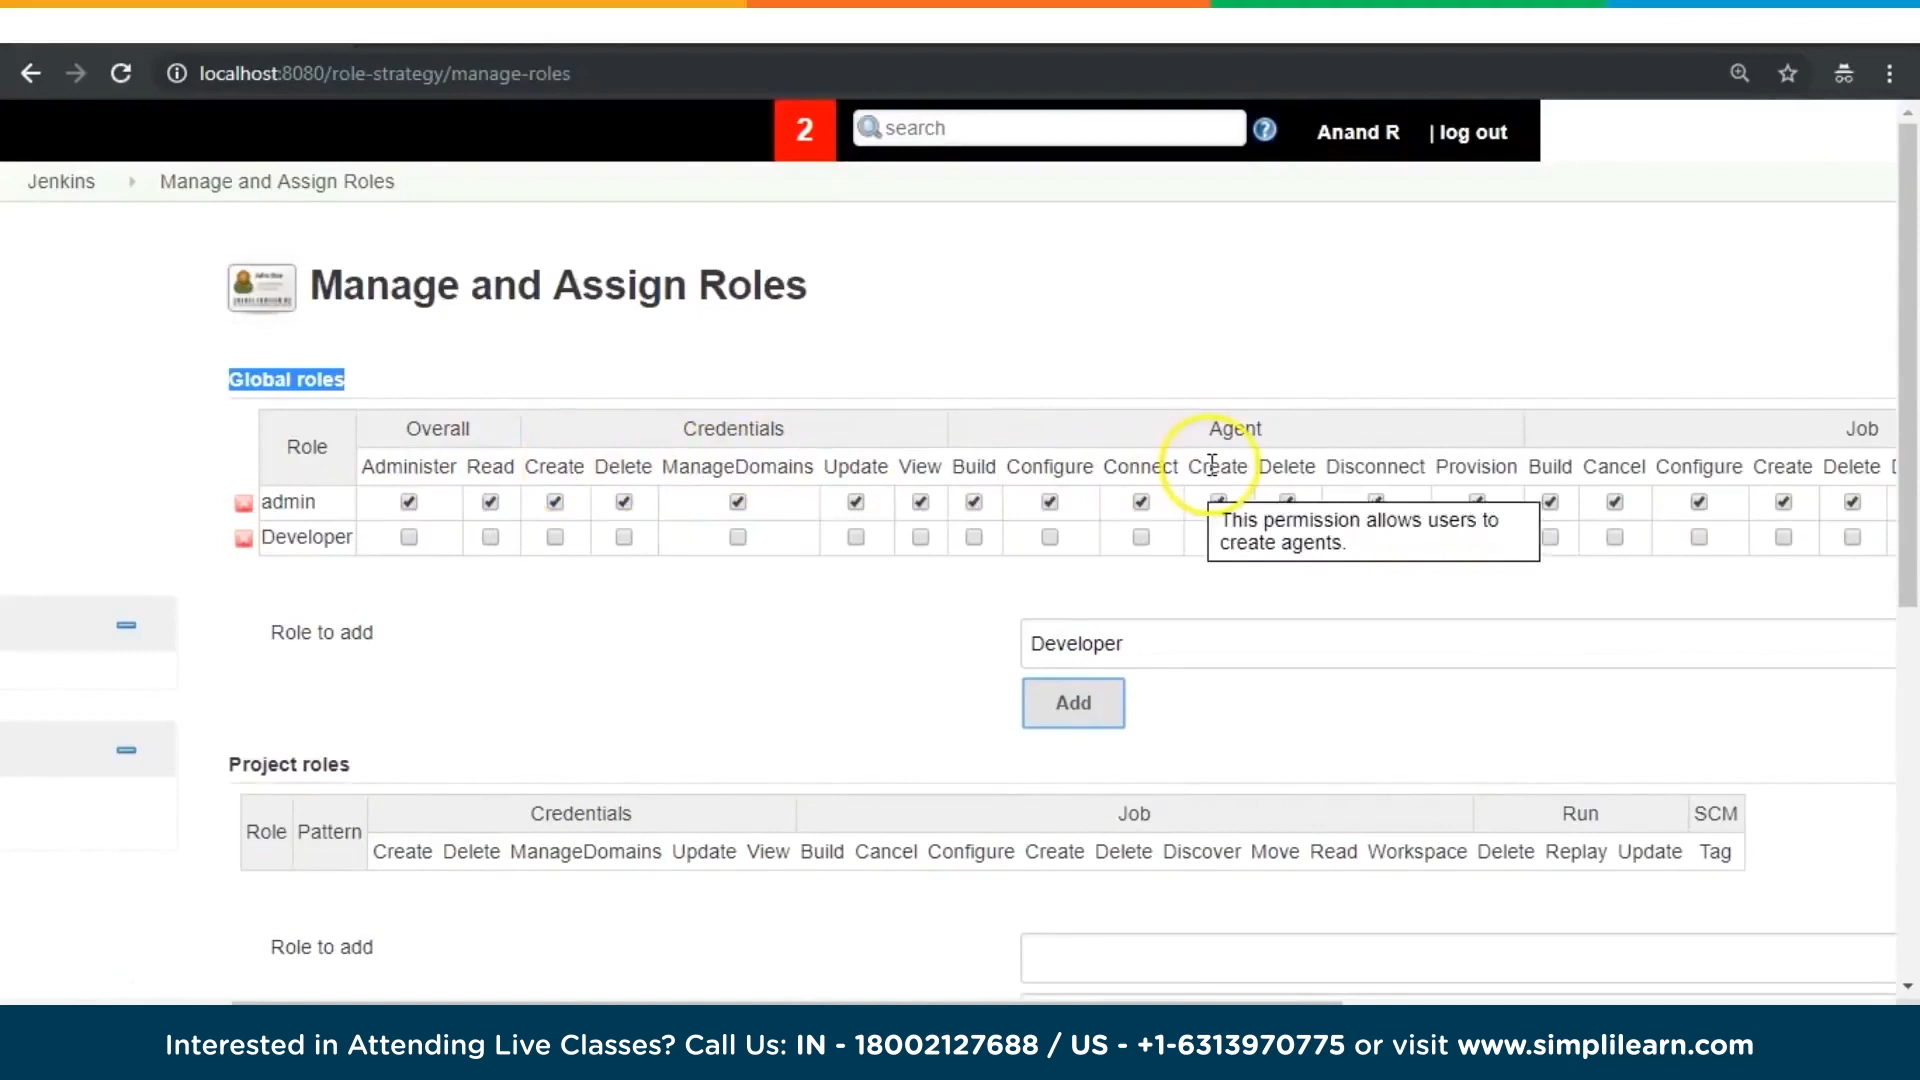 localhost:8080/role-strategy/manage-roles
2
search
Anand R | log out
Jenkins Manage and Assign Roles
Manage and Assign Roles
Global roles
Role Overall Credentials Agent Job
Administer Read Create Delete ManageDomains Update View Build Configure Connect Create Delete Disconnect Provision Build Cancel Configure Create Delete
admin
Developer
This permission allows users to
create agents.
Role to add
Developer
Add
Project roles
Role Pattern Credentials Job Run SCM
Create Delete ManageDomains Update View Build Cancel Configure Create Delete Discover Move Read Workspace Delete Replay Update Tag
Role to add
Interested in Attending Live Classes? Call Us: IN - 18002127688 / US - +1-6313970775 or visit www.simplilearn.com